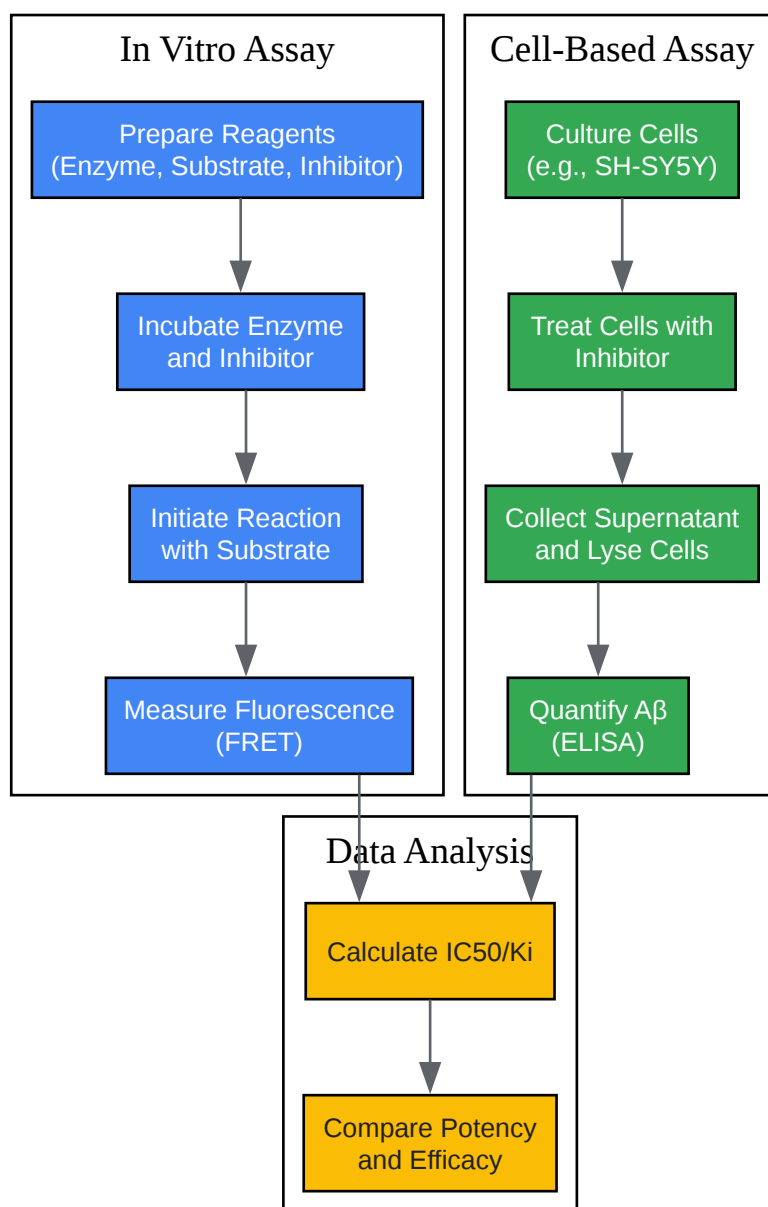 In Vitro Assay
Prepare Reagents
(Enzyme, Substrate, Inhibitor)
Incubate Enzyme
and Inhibitor
Initiate Reaction
with Substrate
Measure Fluorescence
(FRET)
Cell-Based Assay
Culture Cells
(e.g., SH-SY5Y)
Treat Cells with
Inhibitor
Collect Supernatant
and Lyse Cells
Quantify Aβ
(ELISA)
Data Analysis
Calculate IC50/Ki
Compare Potency
and Efficacy